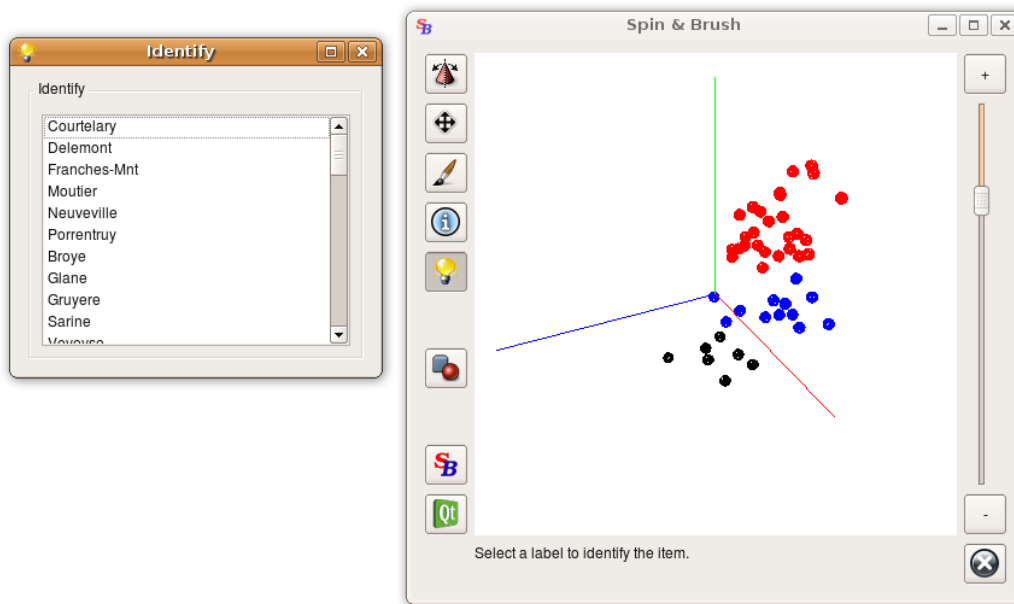 Identify
Identify
Courtelary
Delemont
Franches-Mnt
Moutier
Neuveville
Porrentruy
Broye
Glane
Gruyere
Sarine
Spin & Brush
SB
+
SB
Qt
-
Select a label to identify the item.